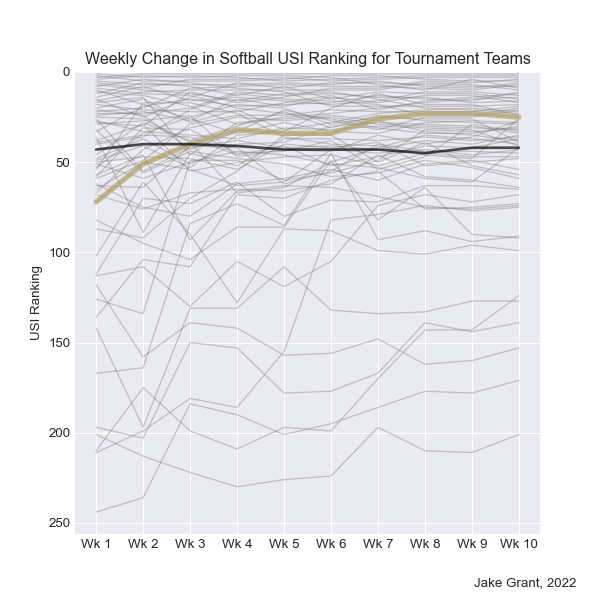 Weekly Change in Softball USI Ranking for Tournament Teams
0
50
100
150
200
250
USI Ranking
Wk 1 Wk 2 Wk 3 Wk 4 Wk 5 Wk 6 Wk 7 Wk 8 Wk 9 Wk 10
Jake Grant, 2022